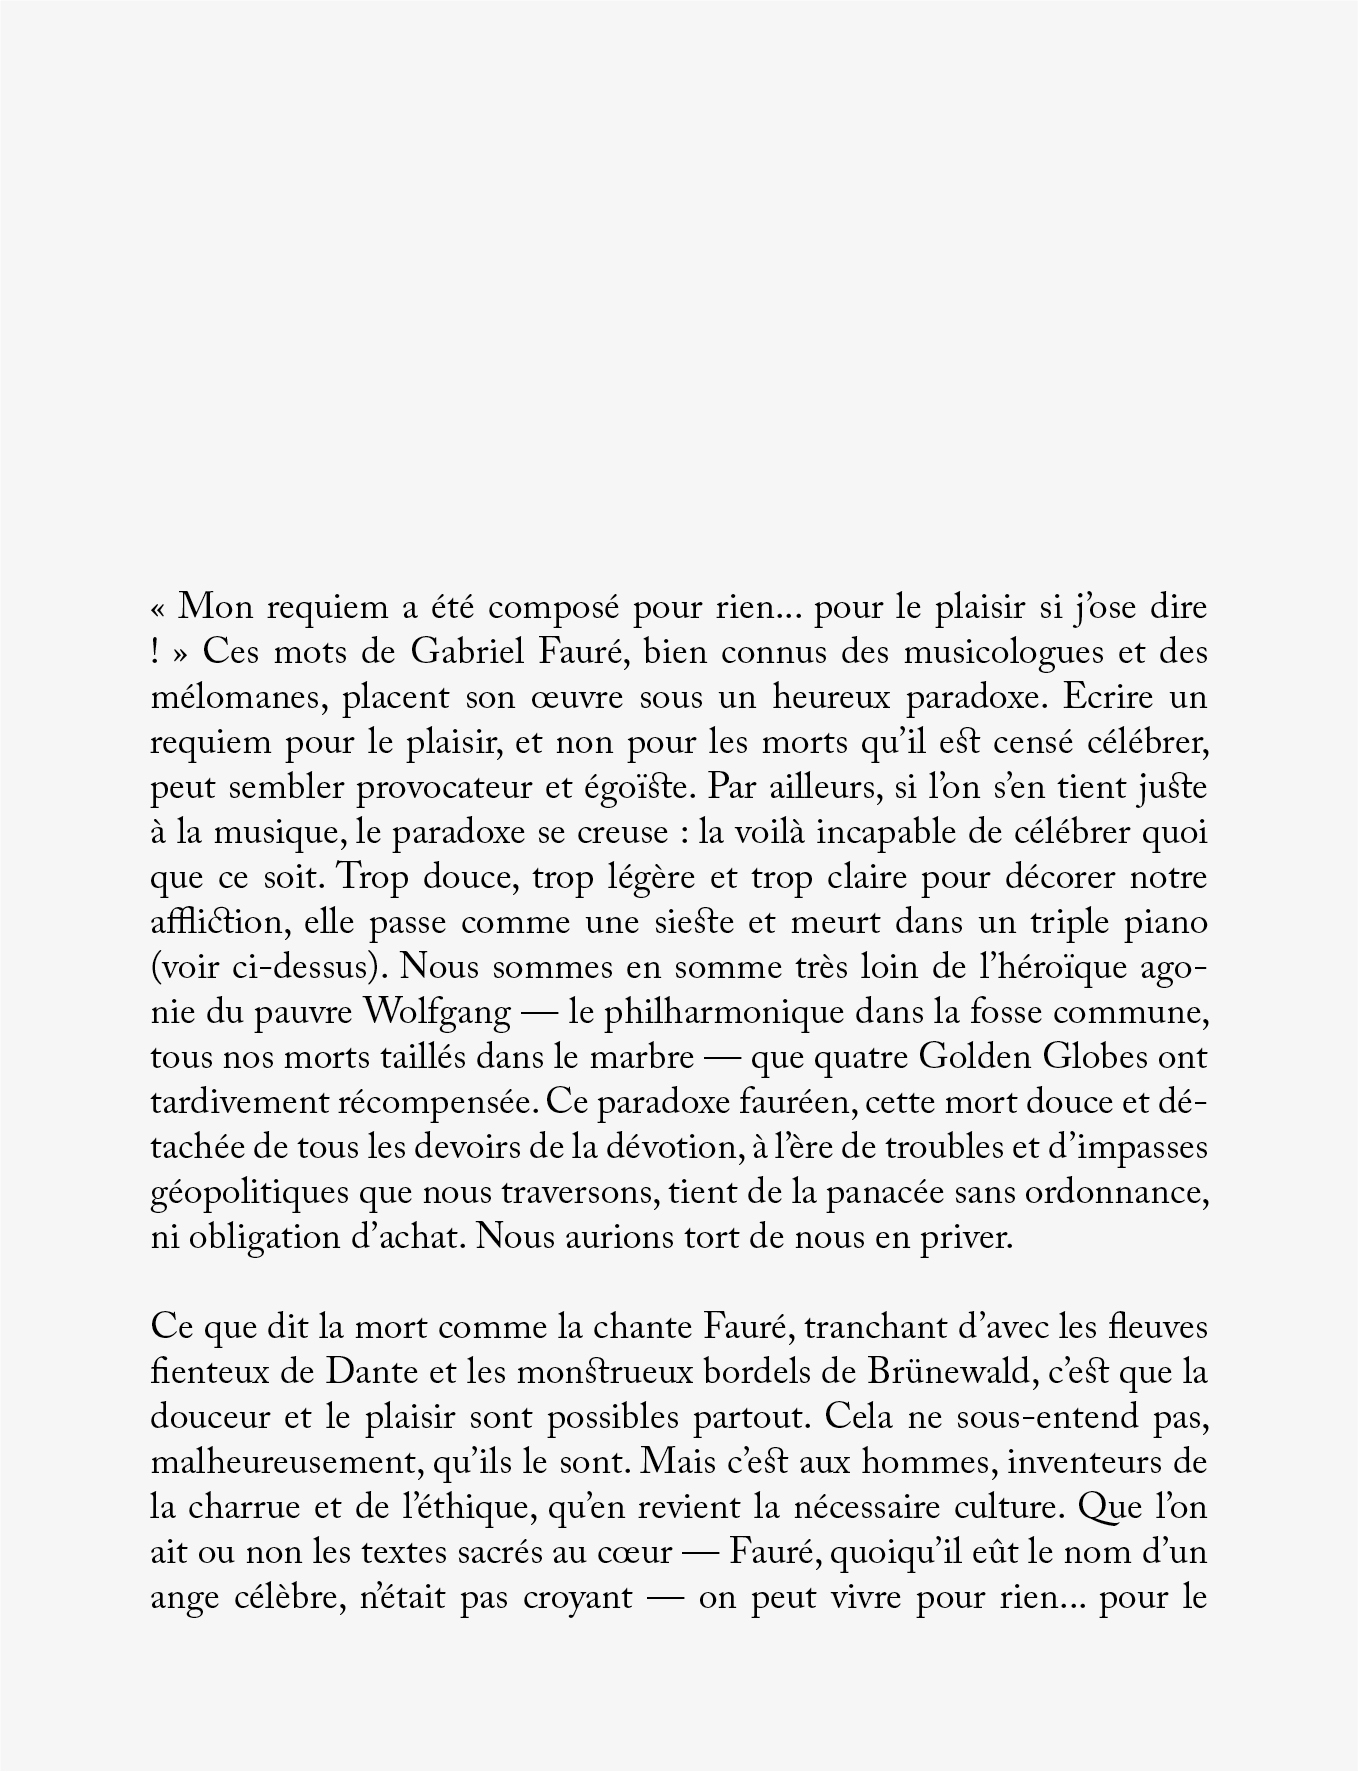 « Mon requiem a été composé pour rien... pour le plaisir si j’ose dire
! » Ces mots de Gabriel Fauré, bien connus des musicologues et des
mélomanes, placent son œuvre sous un heureux paradoxe. Ecrire un
requiem pour le plaisir, et non pour les morts qu’il est censé célébrer,
peut sembler provocateur et égoïste. Par ailleurs, si l’on s’en tient juste
à la musique, le paradoxe se creuse : la voilà incapable de célébrer quoi
que ce soit. Trop douce, trop légère et trop claire pour décorer notre
affliction, elle passe comme une sieste et meurt dans un triple piano
(voir ci-dessus). Nous sommes en somme très loin de l’héroïque ago-
nie du pauvre Wolfgang — le philharmonique dans la fosse commune,
tous nos morts taillés dans le marbre — que quatre Golden Globes ont
tardivement récompensée. Ce paradoxe fauréen, cette mort douce et dé-
tachée de tous les devoirs de la dévotion, à l’ère de troubles et d’impasses
géopolitiques que nous traversons, tient de la panacée sans ordonnance,
ni obligation d’achat. Nous aurions tort de nous en priver.
Ce que dit la mort comme la chante Fauré, tranchant d’avec les fleuves
fienteux de Dante et les monstrueux bordels de Brünewald, c’est que la
douceur et le plaisir sont possibles partout. Cela ne sous-entend pas,
malheureusement, qu’ils le sont. Mais c’est aux hommes, inventeurs de
la charrue et de l’éthique, qu’en revient la nécessaire culture. Que l’on
ait ou non les textes sacrés au cœur — Fauré, quoiqu’il eût le nom d’un
ange célèbre, n’était pas croyant — on peut vivre pour rien... pour le